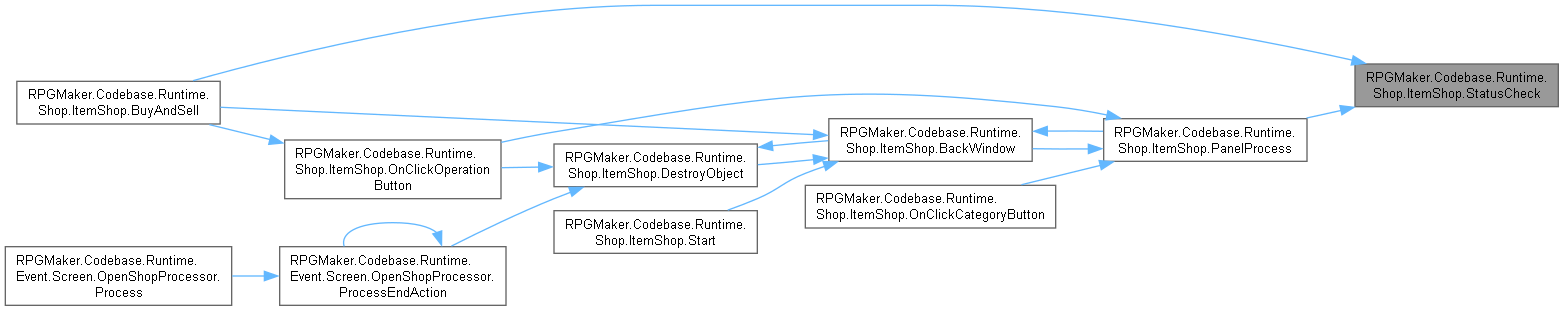 RPGMaker.Codebase.Runtime.
Shop.ItemShop.StatusCheck
RPGMaker.Codebase.Runtime.
Shop.ItemShop.BuyAndSell
RPGMaker.Codebase.Runtime.
Shop.ItemShop.BackWindow
RPGMaker.Codebase.Runtime.
Shop.ItemShop.PanelProcess
RPGMaker.Codebase.Runtime.
Shop.ItemShop.OnClickOperation
Button
RPGMaker.Codebase.Runtime.
Shop.ItemShop.DestroyObject
RPGMaker.Codebase.Runtime.
Shop.ItemShop.OnClickCategoryButton
RPGMaker.Codebase.Runtime.
Shop.ItemShop.Start
RPGMaker.Codebase.Runtime.
Event.Screen.OpenShopProcessor.
Process
RPGMaker.Codebase.Runtime.
Event.Screen.OpenShopProcessor.
ProcessEndAction